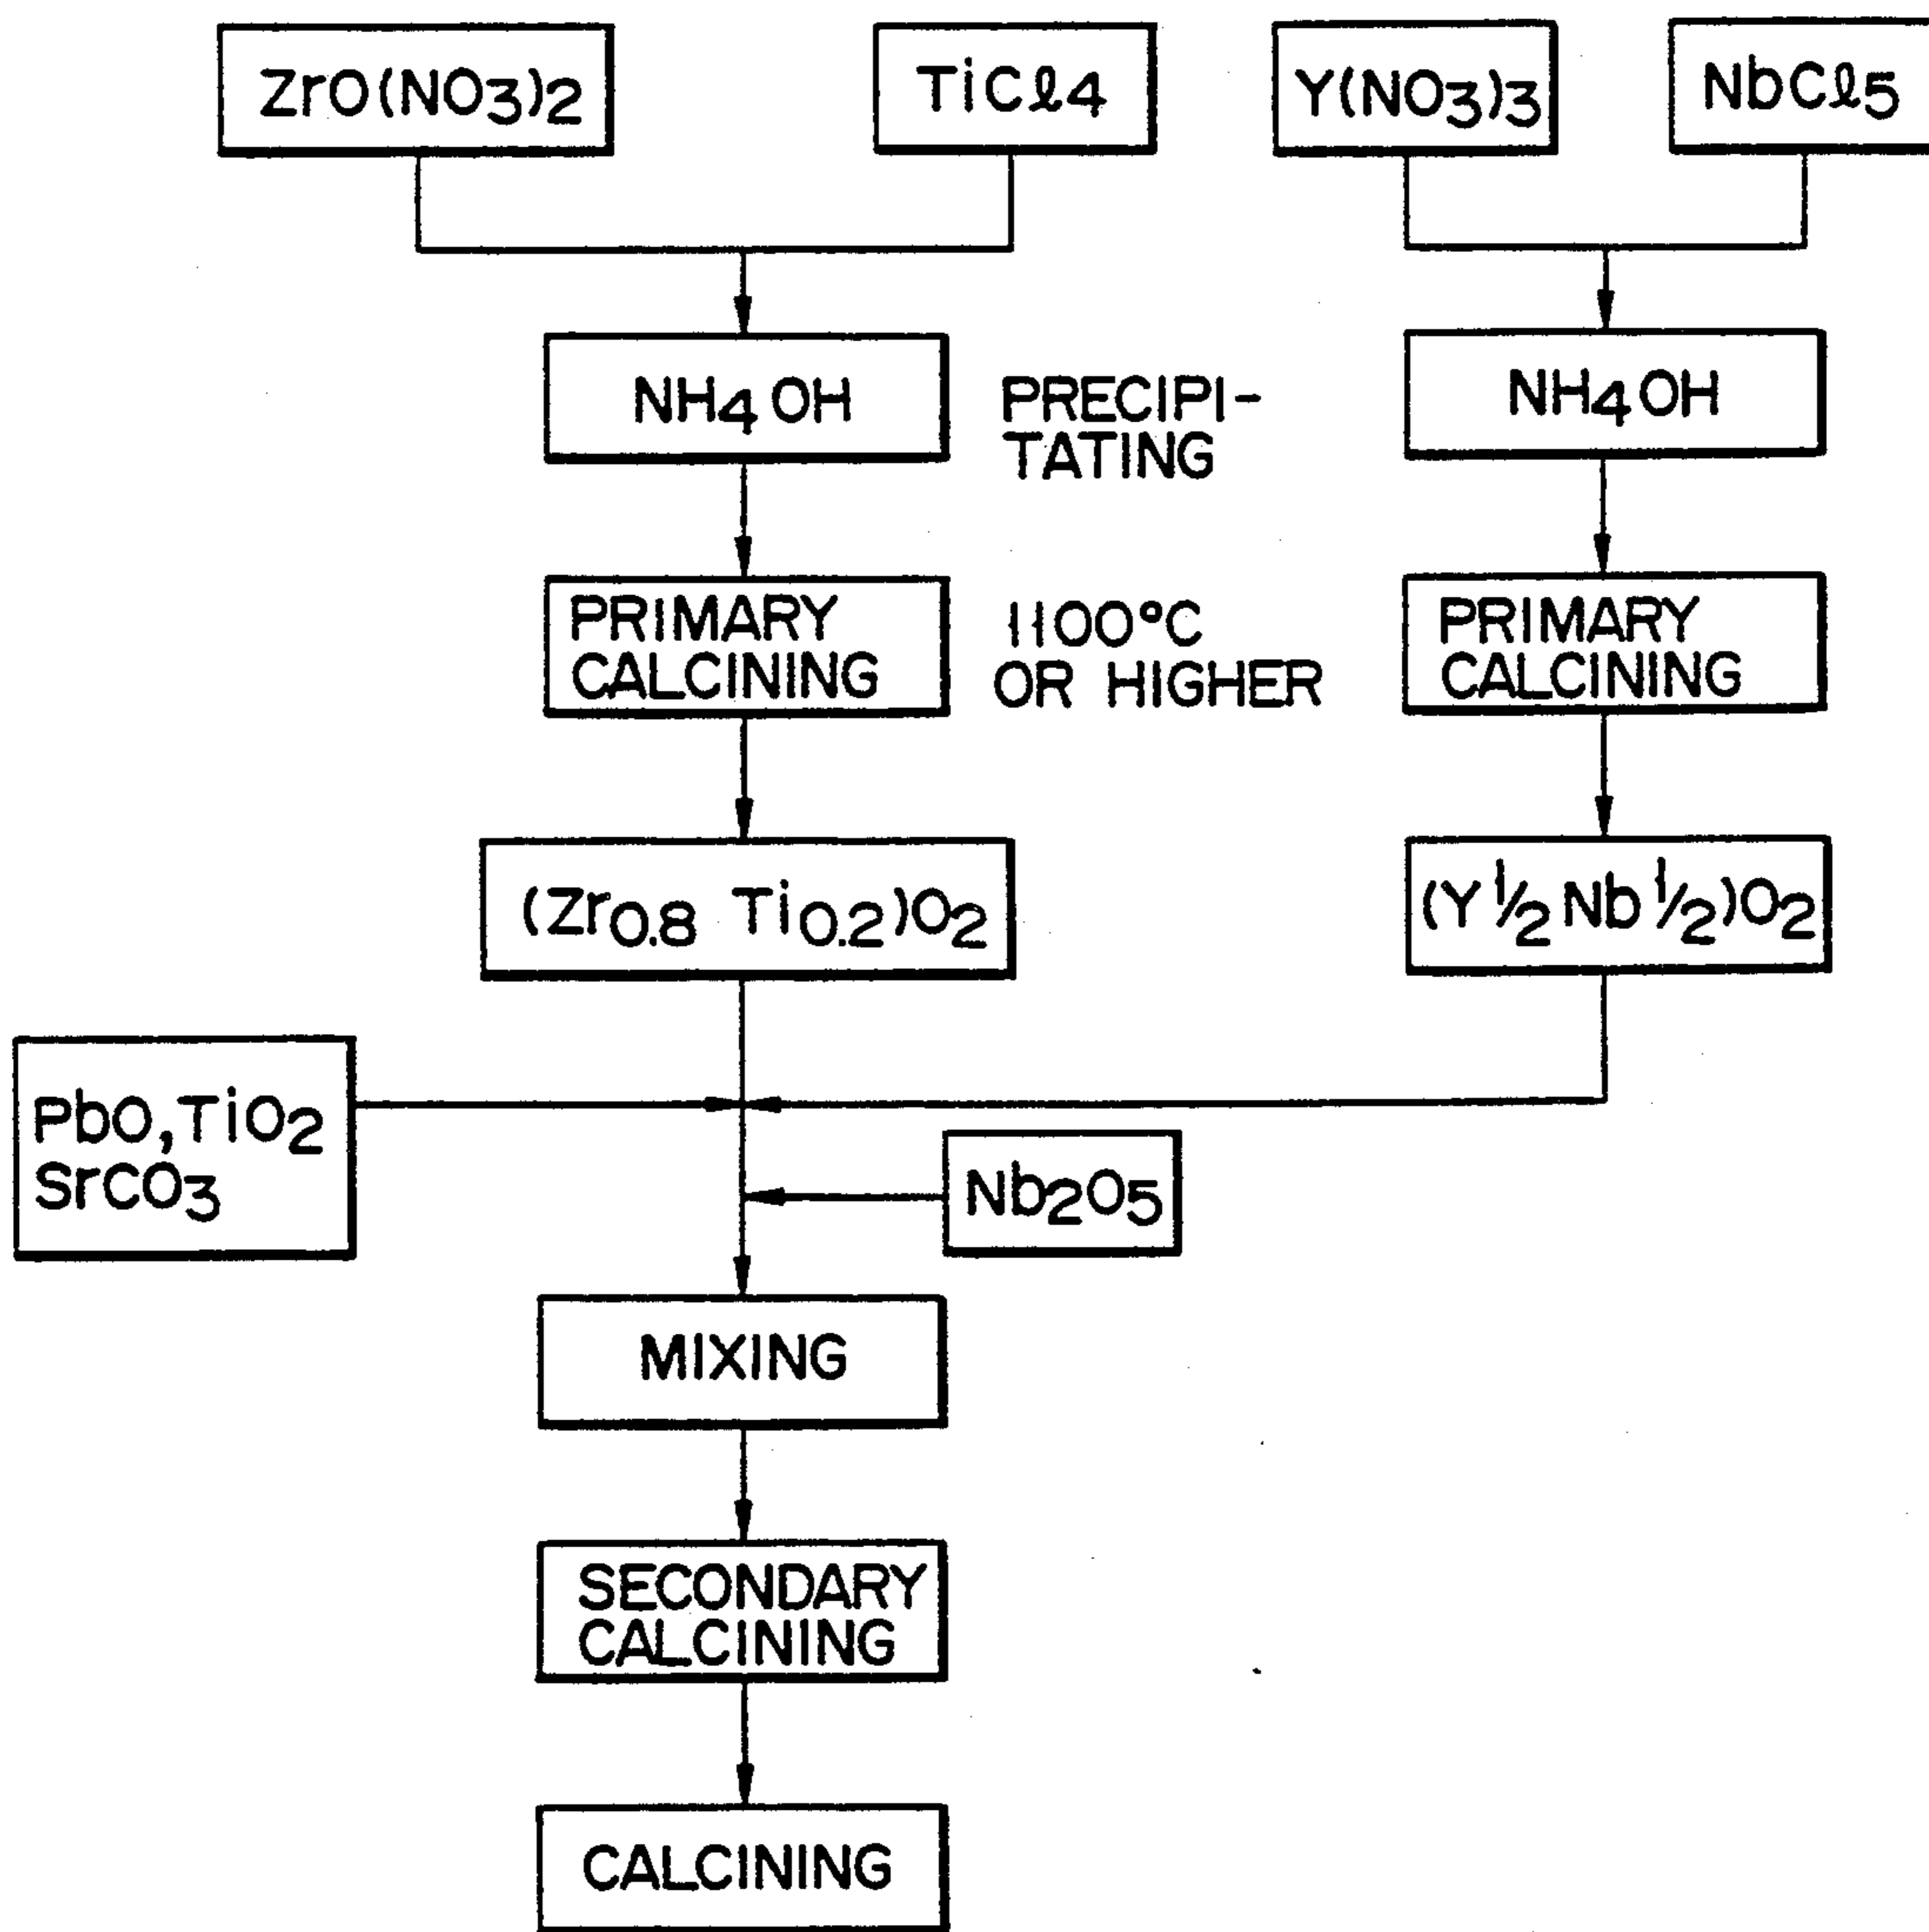 ZrO(NO3)2
TiCl4
Y(NO3)3
NbCl5
NH4OH
PRECIPI-
TATING
NH4OH
PRIMARY
CALCINING
1100°C
OR HIGHER
PRIMARY
CALCINING
(Zr0.8 Ti0.2)O2
(Y½Nb½)O2
PbO,TiO2
SrCO3
Nb2O5
MIXING
SECONDARY
CALCINING
CALCINING